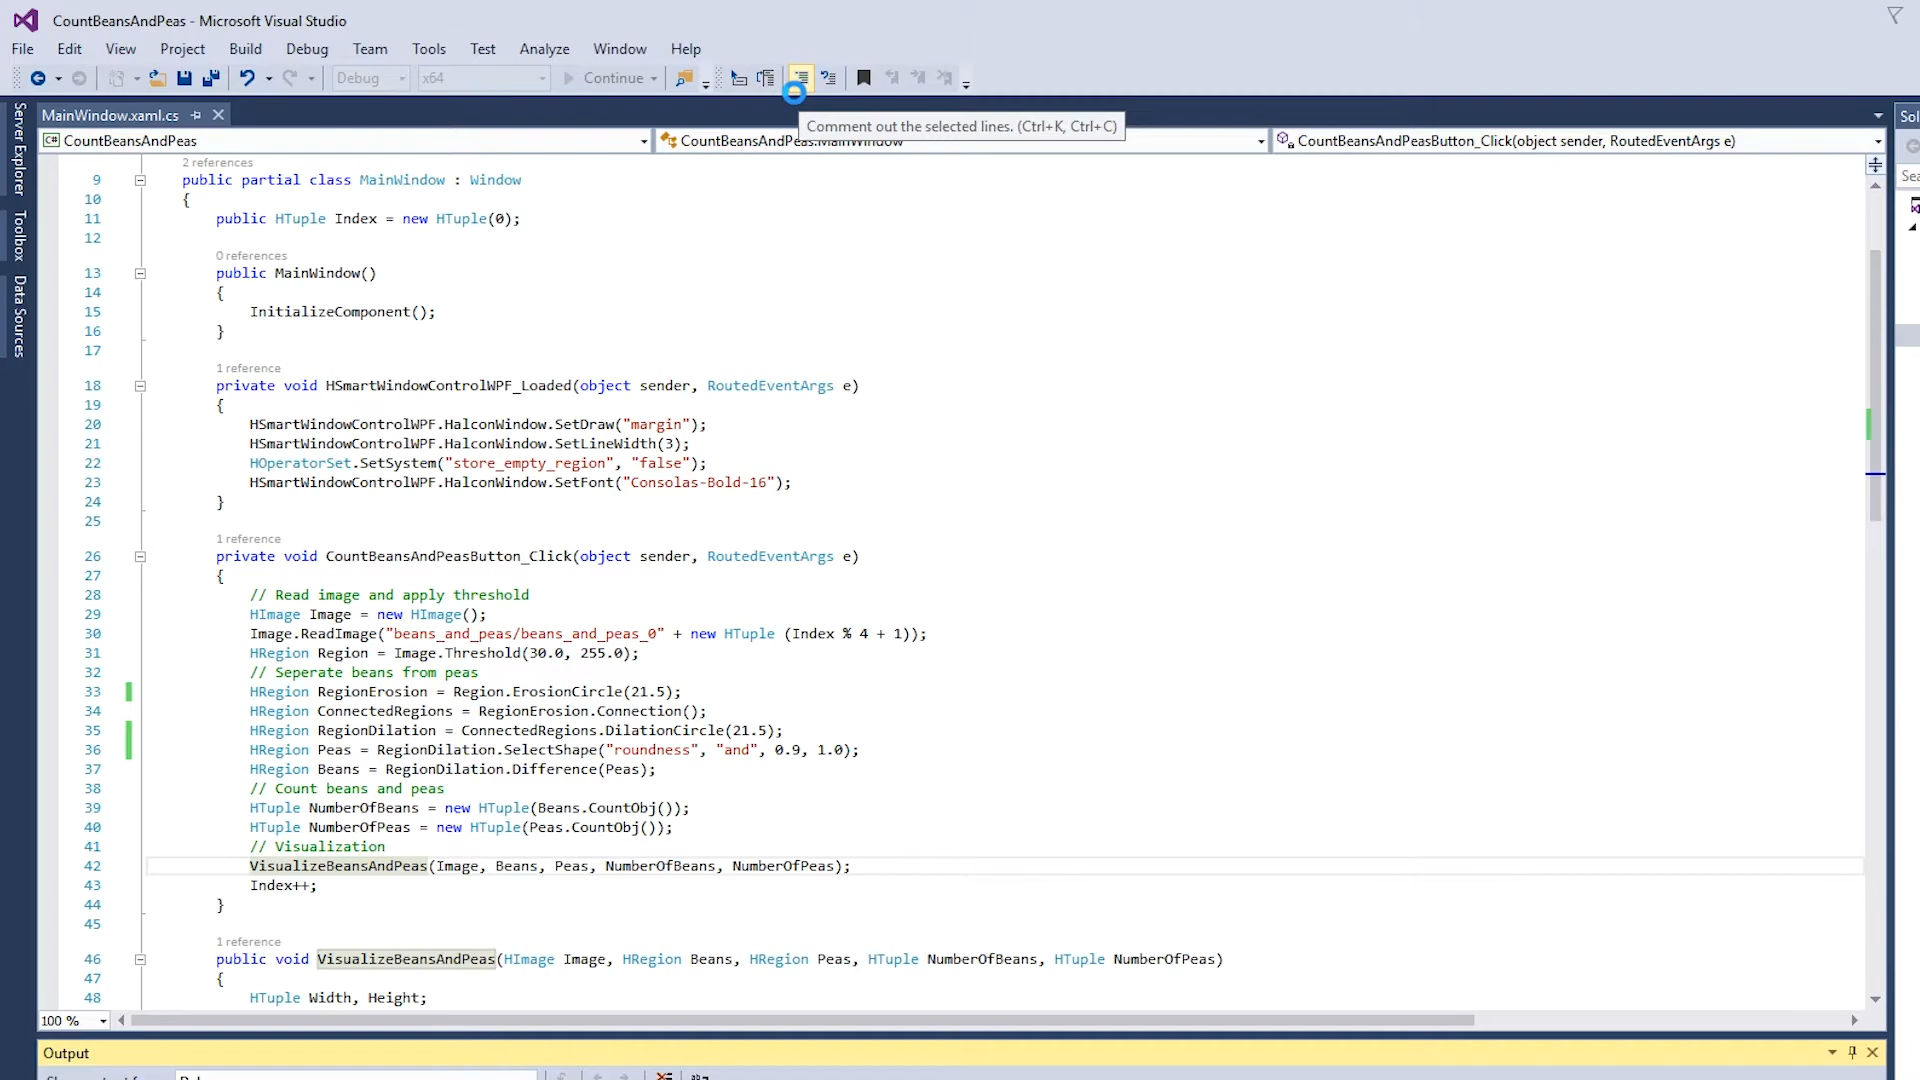 CountBeansAndPeas - Microsoft Visual Studio
File Edit View Project Build Debug Team Tools Test Analyze Window Help
Debug x64 Continue
Comment out the selected lines. (Ctrl+K, Ctrl+C)
Server Explorer
Toolbox
Data Sources
MainWindow.xaml.cs
Sol
CountBeansAndPeas CountBeansAndPeas.MainWindow CountBeansAndPeasButton_Click(object sender, RoutedEventArgs e)
Sea
2 references
9 public partial class MainWindow : Window
10 {
11 public HTuple Index = new HTuple(0);
12
0 references
13 public MainWindow()
14 {
15 InitializeComponent();
16 }
17
1 reference
18 private void HSmartWindowControlWPF_Loaded(object sender, RoutedEventArgs e)
19 {
20 HSmartWindowControlWPF.HalconWindow.SetDraw("margin");
21 HSmartWindowControlWPF.HalconWindow.SetLineWidth(3);
22 HOperatorSet.SetSystem("store_empty_region", "false");
23 HSmartWindowControlWPF.HalconWindow.SetFont("Consolas-Bold-16");
24 }
25
1 reference
26 private void CountBeansAndPeasButton_Click(object sender, RoutedEventArgs e)
27 {
28 // Read image and apply threshold
29 HImage Image = new HImage();
30 Image.ReadImage("beans_and_peas/beans_and_peas_0" + new HTuple (Index % 4 + 1));
31 HRegion Region = Image.Threshold(30.0, 255.0);
32 // Seperate beans from peas
33 HRegion RegionErosion = Region.ErosionCircle(21.5);
34 HRegion ConnectedRegions = RegionErosion.Connection();
35 HRegion RegionDilation = ConnectedRegions.DilationCircle(21.5);
36 HRegion Peas = RegionDilation.SelectShape("roundness", "and", 0.9, 1.0);
37 HRegion Beans = RegionDilation.Difference(Peas);
38 // Count beans and peas
39 HTuple NumberOfBeans = new HTuple(Beans.CountObj());
40 HTuple NumberOfPeas = new HTuple(Peas.CountObj());
41 // Visualization
42 VisualizeBeansAndPeas(Image, Beans, Peas, NumberOfBeans, NumberOfPeas);
43 Index++;
44 }
45
1 reference
46 public void VisualizeBeansAndPeas(HImage Image, HRegion Beans, HRegion Peas, HTuple NumberOfBeans, HTuple NumberOfPeas)
47 {
48 HTuple Width, Height;
100 %
Output